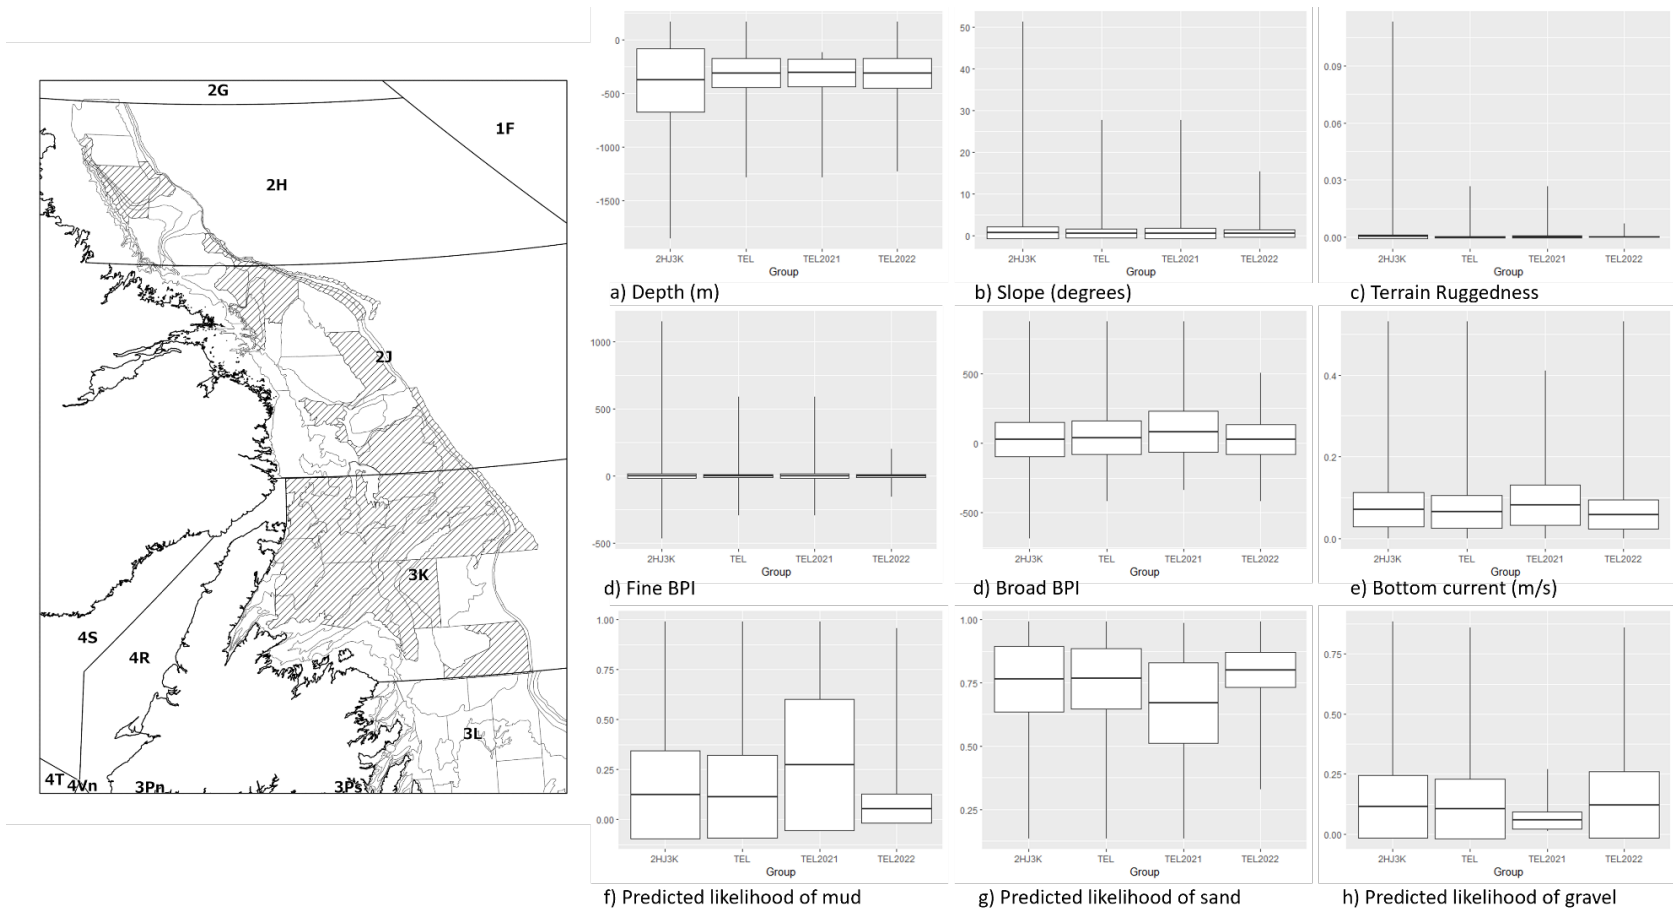 2G
1F
2H
2J
3K
4S
4R
3L
4T
4Vn
3Pn
3Ps
0
-500
-1000
-1500
2HJ3K TEL TEL2021 TEL2022
Group
a) Depth (m)
50
40
30
20
10
0
2HJ3K TEL TEL2021 TEL2022
Group
b) Slope (degrees)
0.09
0.06
0.03
0.00
2HJ3K TEL TEL2021 TEL2022
Group
c) Terrain Ruggedness
1000
500
0
-500
2HJ3K TEL TEL2021 TEL2022
Group
d) Fine BPI
500
0
-500
2HJ3K TEL TEL2021 TEL2022
Group
d) Broad BPI
0.4
0.2
0.0
2HJ3K TEL TEL2021 TEL2022
Group
e) Bottom current (m/s)
1.00
0.75
0.50
0.25
0.00
2HJ3K TEL TEL2021 TEL2022
Group
f) Predicted likelihood of mud
1.00
0.75
0.50
0.25
2HJ3K TEL TEL2021 TEL2022
Group
g) Predicted likelihood of sand
0.75
0.50
0.25
0.00
2HJ3K TEL TEL2021 TEL2022
Group
h) Predicted likelihood of gravel